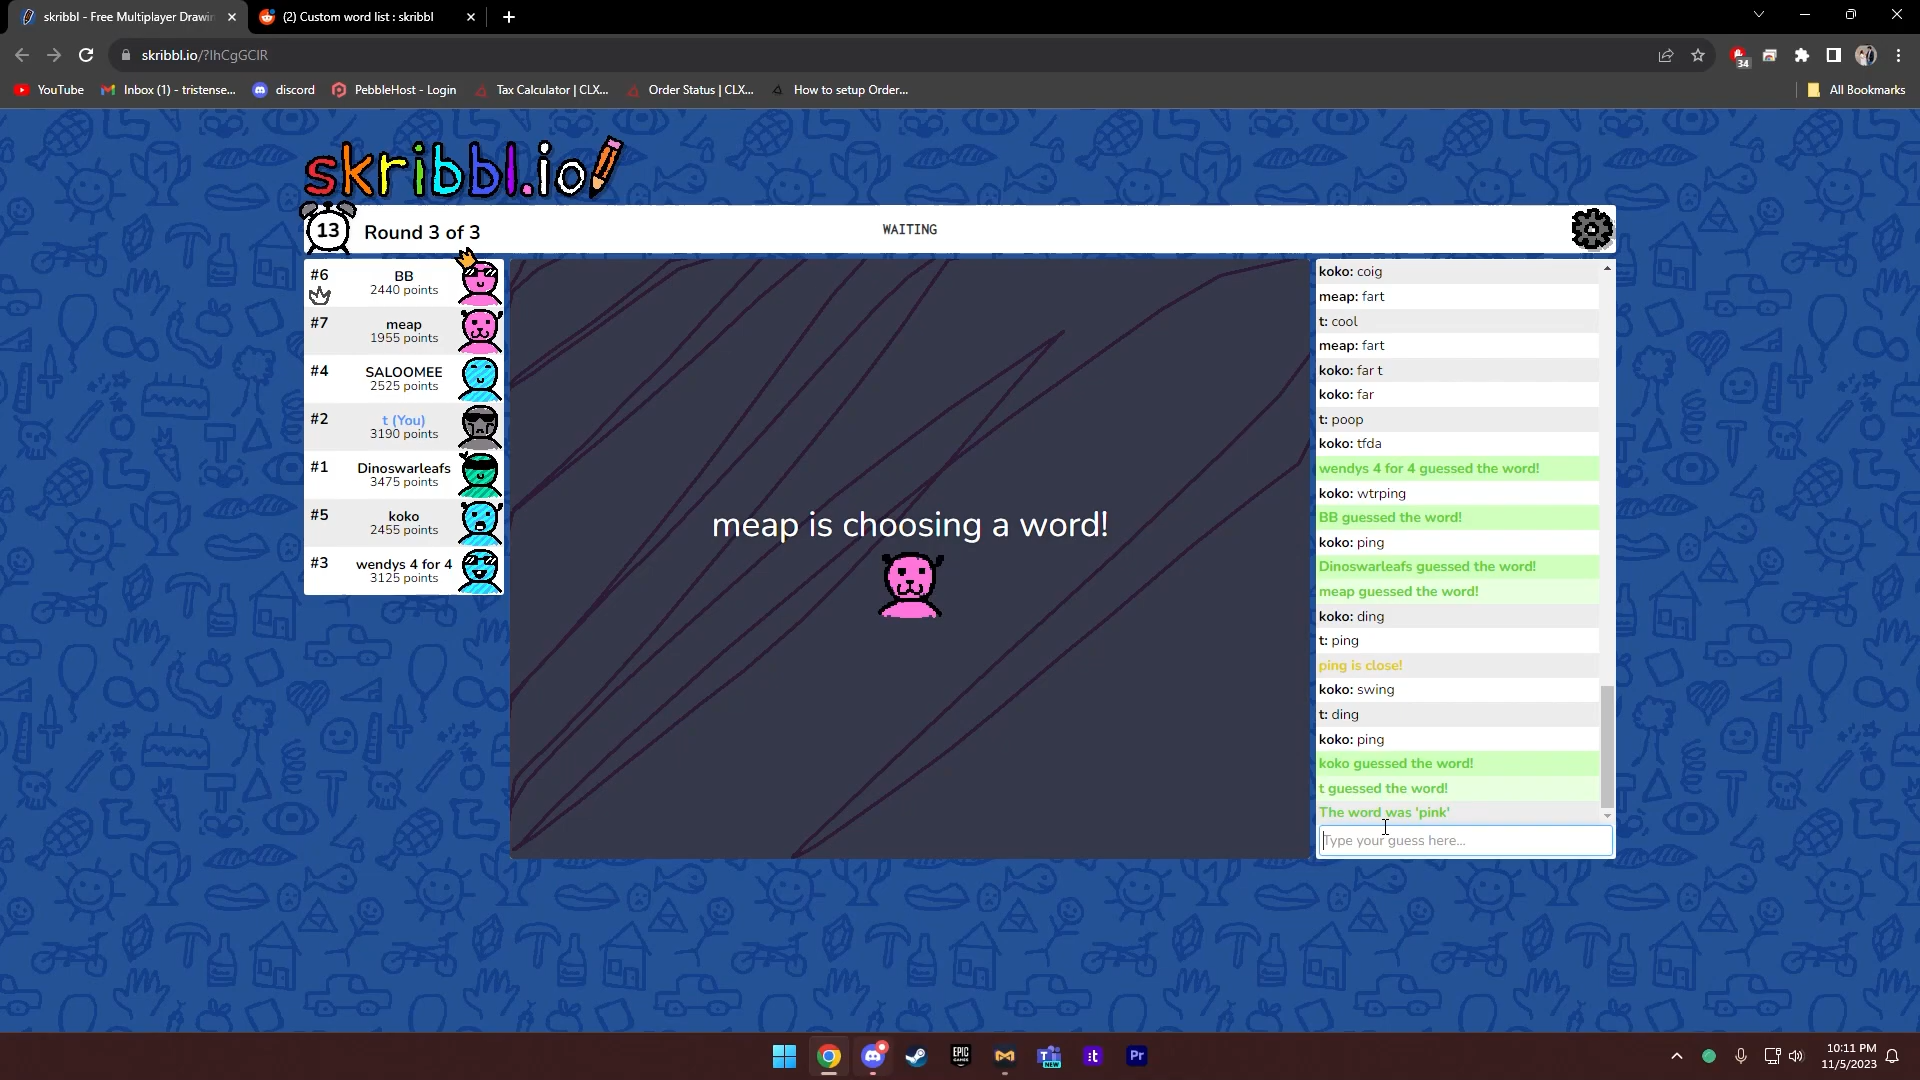 skribbl - Free Multiplayer Drawin
(2) Custom word list : skribbl
skribbl.io/?lhCgGClR
34
YouTube
Inbox (1) - tristense...
discord
PebbleHost - Login
Tax Calculator | CLX...
Order Status | CLX...
How to setup Order...
All Bookmarks
skribbl.io
13
Round 3 of 3
WAITING
#6
BB
2440 points
#7
meap
1955 points
#4
SALOOMEE
2525 points
#2
t (You)
3190 points
#1
Dinoswarleafs
3475 points
#5
koko
2455 points
#3
wendys 4 for 4
3125 points
meap is choosing a word!
koko: coig
meap: fart
t: cool
meap: fart
koko: far t
koko: far
t: poop
koko: tfda
wendys 4 for 4 guessed the word!
koko: wtrping
BB guessed the word!
koko: ping
Dinoswarleafs guessed the word!
meap guessed the word!
koko: ding
t: ping
ping is close!
koko: swing
t: ding
koko: ping
koko guessed the word!
t guessed the word!
The word was 'pink'
Type your guess here...
EPIC
GAMES
NEW
:t
Pr
10:11 PM
11/5/2023